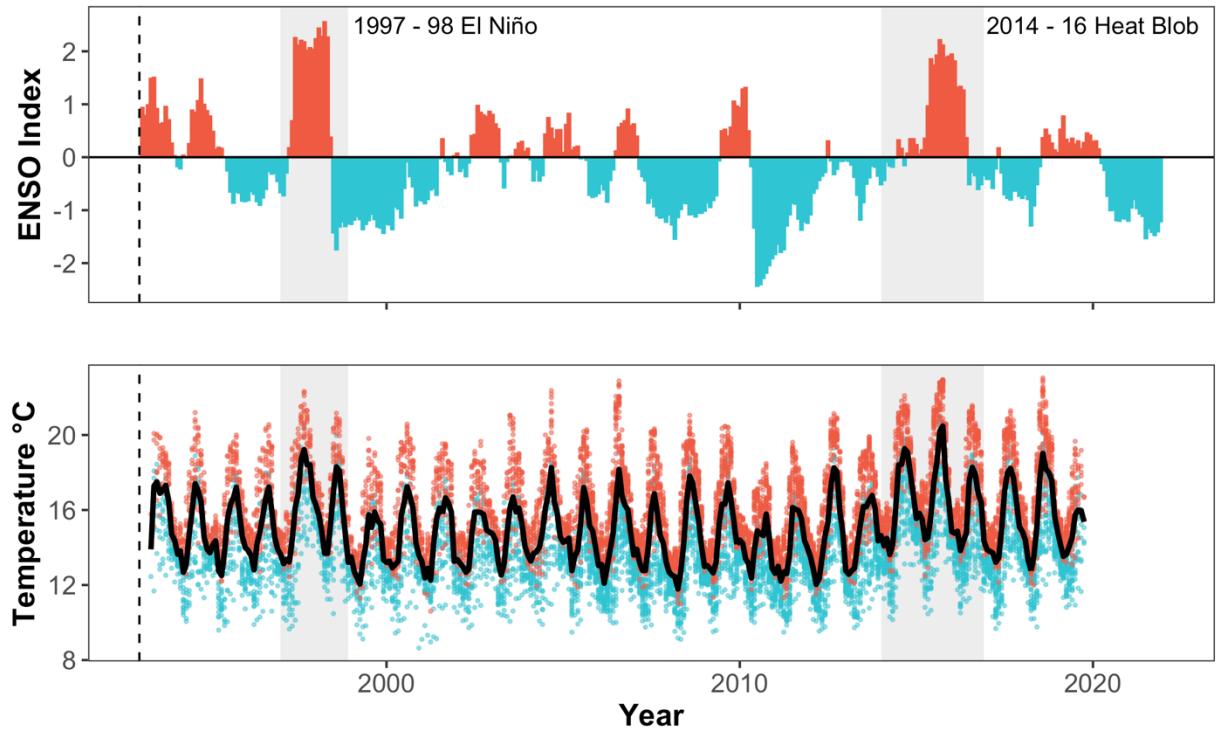 1997 - 98 El Niño
2014 - 16 Heat Blob
ENSO Index
2
1
0
-1
-2
Temperature °C
20
16
12
8
2000
2010
2020
Year